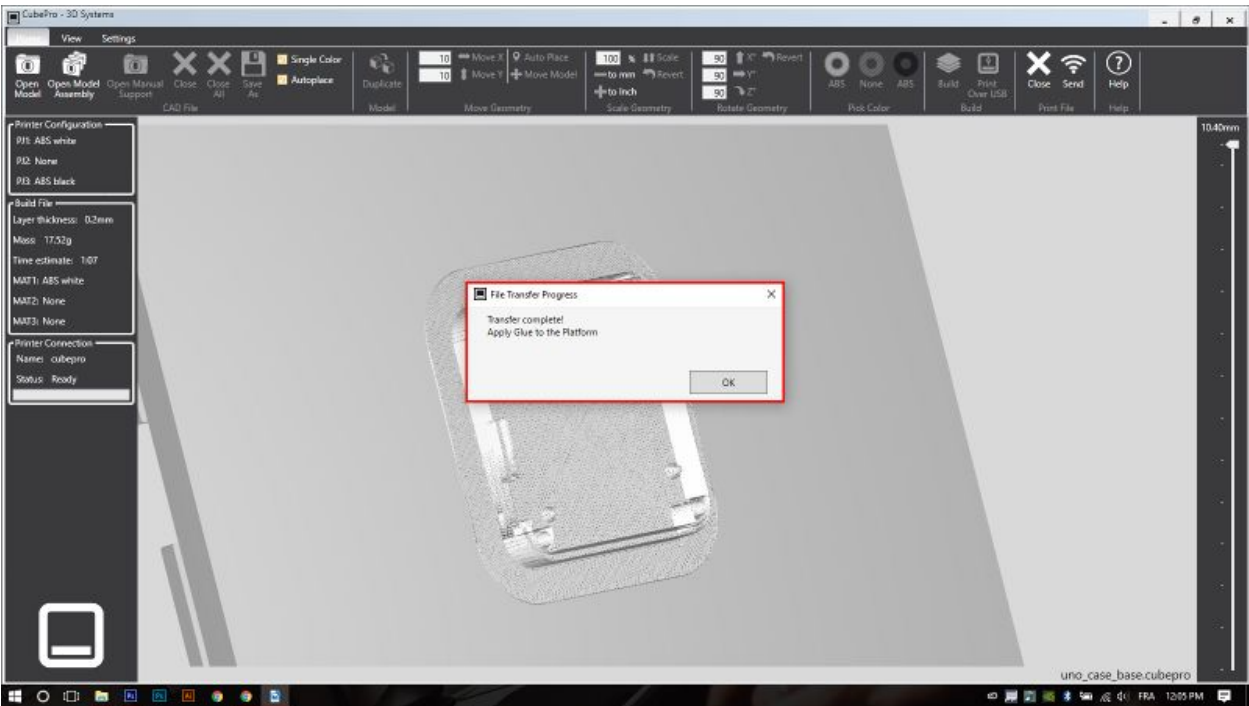 CubePro - 3D Systems
View Settings
Open Model
Open Model Assembly
Open Manual Support
Close
Close All
Save As
CAD File
Single Color
Autoplace
Duplicate
Model
10 Move X
10 Move Y
Auto Place
Move Model
Move Geometry
100 % Scale
to mm Revert
to inch
Scale Geometry
90 X° Revert
90 Y°
90 Z°
Rotate Geometry
ABS None ABS
Pick Color
Build
Print Over USB
Build
Close Send
Print File
Help
Help
Printer Configuration
PJ1: ABS white
PJ2: None
PJ3: ABS black
Build File
Layer thickness: 0.2mm
Mass: 17.52g
Time estimate: 1:07
MAT1: ABS white
MAT2: None
MAT3: None
Printer Connection
Name: cubepro
Status: Ready
10.40mm
File Transfer Progress
Transfer complete!
Apply Glue to the Platform
OK
uno_case_base.cubepro
FRA 12:05 PM